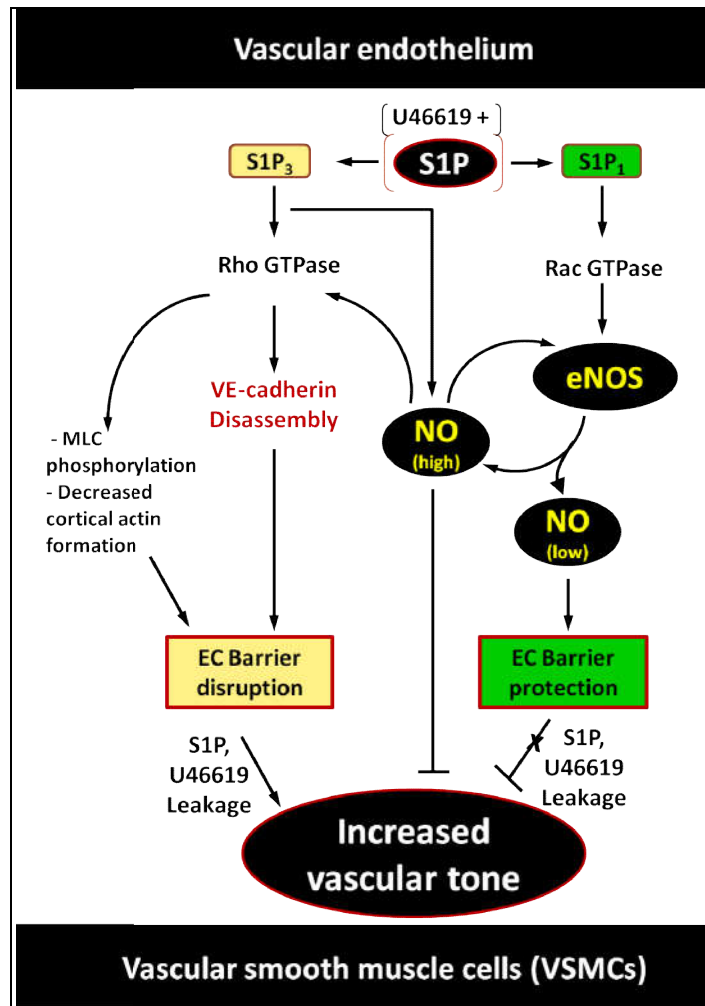 Vascular endothelium
U46619 +
S1P₃
S1P
S1P₁
Rho GTPase
Rac GTPase
eNOS
VE-cadherin
Disassembly
NO
(high)
- MLC
phosphorylation
- Decreased
cortical actin
formation
NO
(low)
EC Barrier
disruption
EC Barrier
protection
S1P,
U46619
Leakage
X S1P,
U46619
Leakage
Increased
vascular tone
Vascular smooth muscle cells (VSMCs)